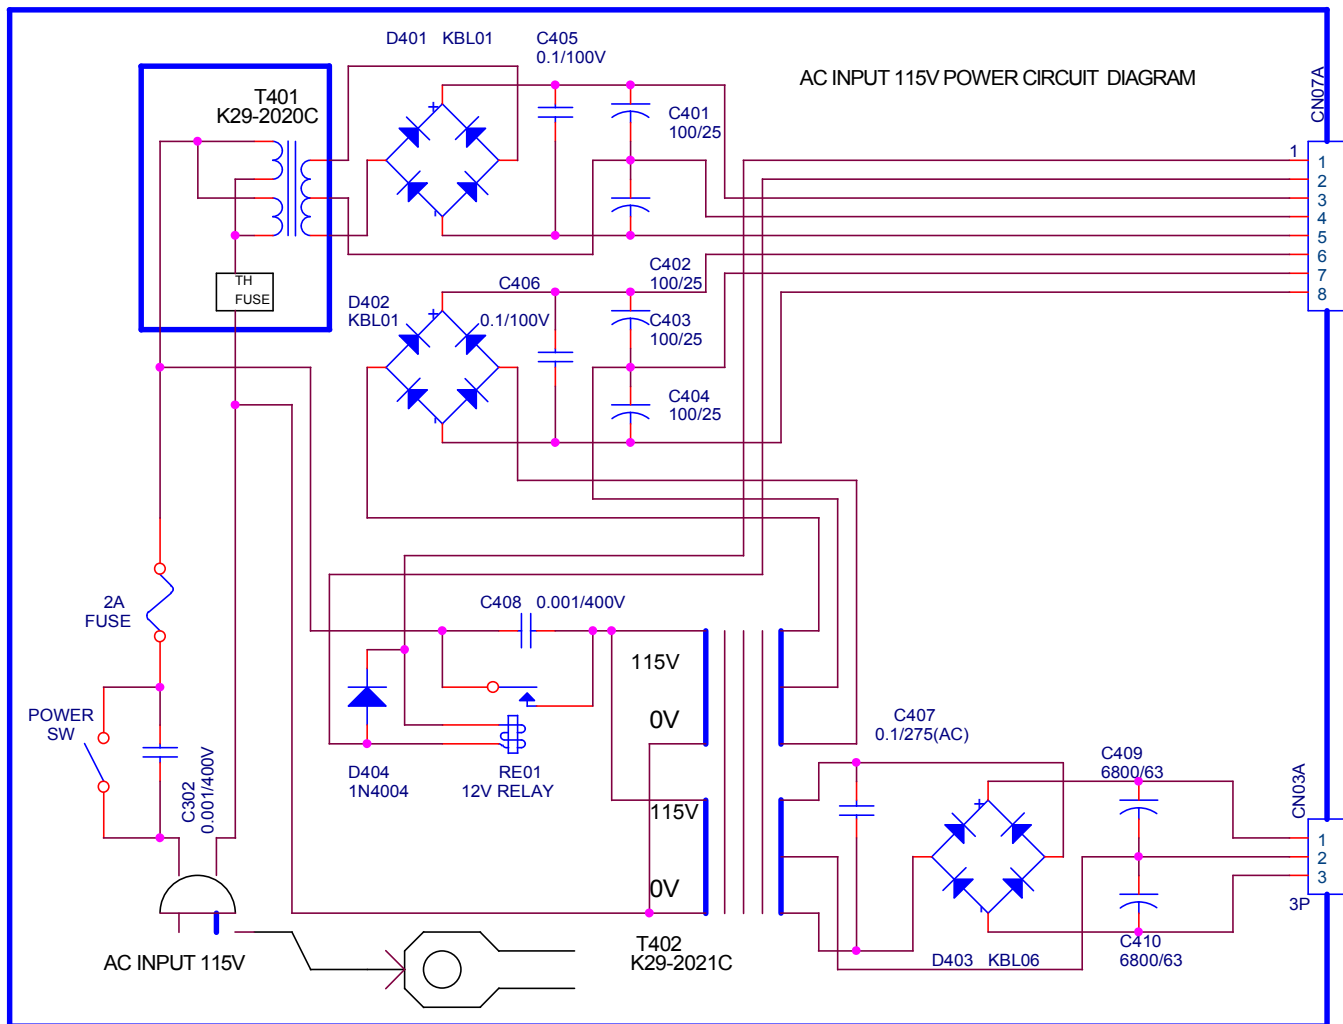 D401 KBL01
C405
0.1/100V
AC INPUT 115V POWER CIRCUIT DIAGRAM
CN07A
T401
K29-2020C
C401
100/25
1
1
2
3
4
5
6
7
8
TH
FUSE
D402
KBL01
C406
0.1/100V
C402
100/25
C403
100/25
C404
100/25
2A
FUSE
C408 0.001/400V
115V
0V
POWER
SW
C302
0.001/400V
D404
1N4004
RE01
12V RELAY
C407
0.1/275(AC)
115V
0V
C409
6800/63
CN03A
1
2
3
3P
AC INPUT 115V
T402
K29-2021C
D403 KBL06
C410
6800/63
+
+
+